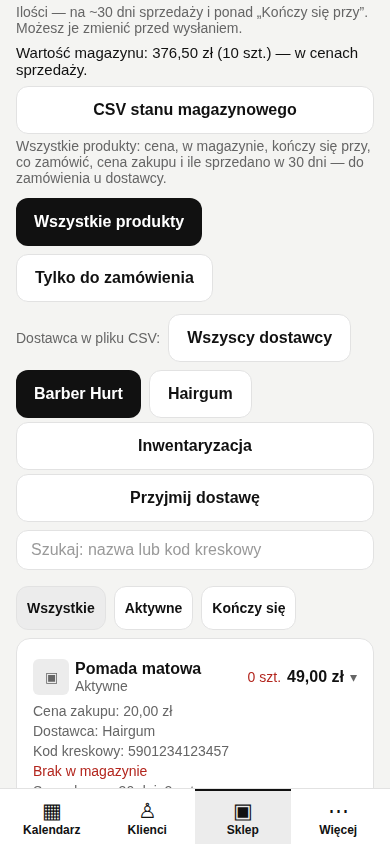 Ilości — na ~30 dni sprzedaży i ponad „Kończy się przy”.
Możesz je zmienić przed wysłaniem.
Wartość magazynu: 376,50 zł (10 szt.) — w cenach
sprzedaży.
CSV stanu magazynowego
Wszystkie produkty: cena, w magazynie, kończy się przy,
co zamówić, cena zakupu i ile sprzedano w 30 dni — do
zamówienia u dostawcy.
Wszystkie produkty
Tylko do zamówienia
Dostawca w pliku CSV:
Wszyscy dostawcy
Barber Hurt
Hairgum
Inwentaryzacja
Przyjmij dostawę
Szukaj: nazwa lub kod kreskowy
Wszystkie
Aktywne
Kończy się
Pomada matowa
0 szt. 49,00 zł
Aktywne
Cena zakupu: 20,00 zł
Dostawca: Hairgum
Kod kreskowy: 5901234123457
Brak w magazynie
Kalendarz
Klienci
Sklep
Więcej